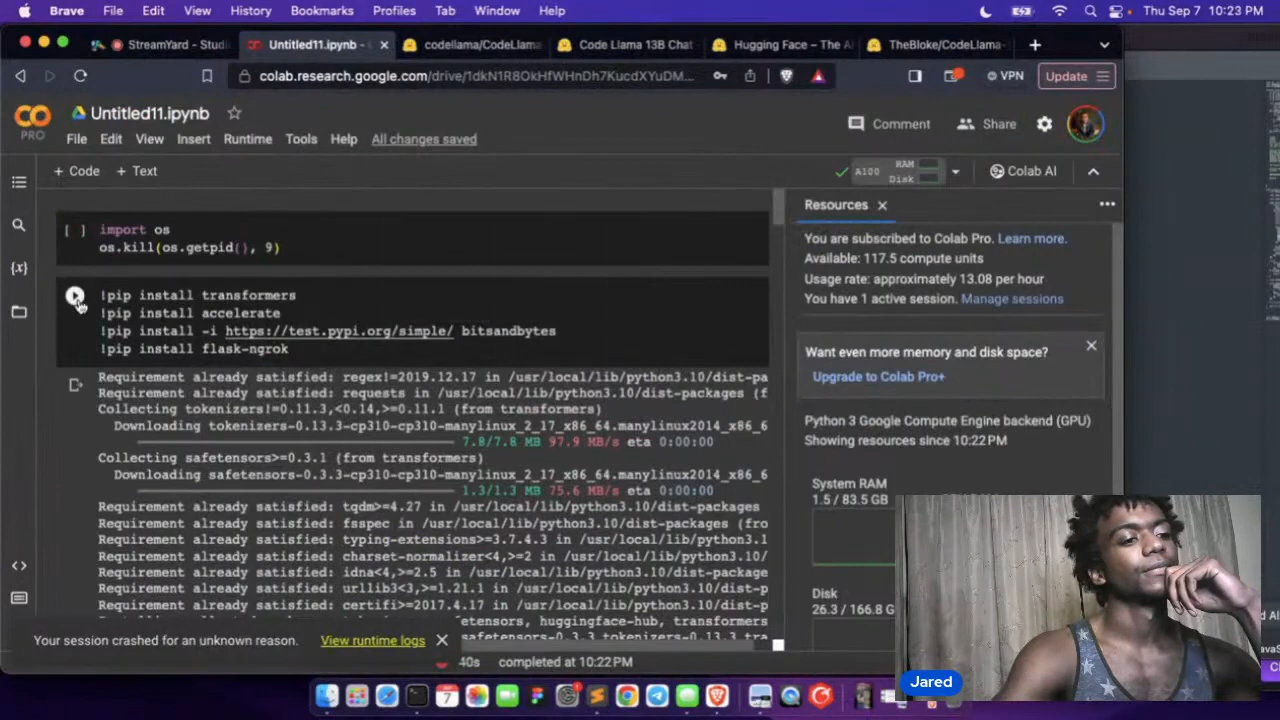 Brave File Edit View History Bookmarks Profiles Tab Window Help Thu Sep 7 10:23 PM
StreamYard - Studi Untitled11.ipynb - codellama/CodeLlama Code Llama 13B Chat Hugging Face – The AI TheBloke/CodeLlama-
colab.research.google.com/drive/1dkN1R8OkHfWHnDh7KucdXYuDM... VPN Update
CO
PRO
Untitled11.ipynb
File Edit View Insert Runtime Tools Help All changes saved
Comment Share
+ Code + Text
A100 RAM
Disk
Colab AI
[ ] import os
os.kill(os.getpid(), 9)
!pip install transformers
!pip install accelerate
!pip install -i https://test.pypi.org/simple/ bitsandbytes
!pip install flask-ngrok
Requirement already satisfied: regex!=2019.12.17 in /usr/local/lib/python3.10/dist-pa
Requirement already satisfied: requests in /usr/local/lib/python3.10/dist-packages (f
Collecting tokenizers!=0.11.3,<0.14,>=0.11.1 (from transformers)
Downloading tokenizers-0.13.3-cp310-cp310-manylinux_2_17_x86_64.manylinux2014_x86_6
7.8/7.8 MB 97.9 MB/s eta 0:00:00
Collecting safetensors>=0.3.1 (from transformers)
Downloading safetensors-0.3.3-cp310-cp310-manylinux_2_17_x86_64.manylinux2014_x86_6
1.3/1.3 MB 75.6 MB/s eta 0:00:00
Requirement already satisfied: tqdm>=4.27 in /usr/local/lib/python3.10/dist-packages
Requirement already satisfied: fsspec in /usr/local/lib/python3.10/dist-packages (fro
Requirement already satisfied: typing-extensions>=3.7.4.3 in /usr/local/lib/python3.1
Requirement already satisfied: charset-normalizer<4,>=2 in /usr/local/lib/python3.10/
Requirement already satisfied: idna<4,>=2.5 in /usr/local/lib/python3.10/dist-package
Requirement already satisfied: urllib3<3,>=1.21.1 in /usr/local/lib/python3.10/dist-p
Requirement already satisfied: certifi>=2017.4.17 in /usr/local/lib/python3.10/dist-p
etensors, huggingface-hub, transformers
Your session crashed for an unknown reason. View runtime logs
40s completed at 10:22 PM
Resources
You are subscribed to Colab Pro. Learn more.
Available: 117.5 compute units
Usage rate: approximately 13.08 per hour
You have 1 active session. Manage sessions
Want even more memory and disk space?
Upgrade to Colab Pro+
Python 3 Google Compute Engine backend (GPU)
Showing resources since 10:22 PM
System RAM
1.5 / 83.5 GB
Disk
26.3 / 166.8 G
Jared